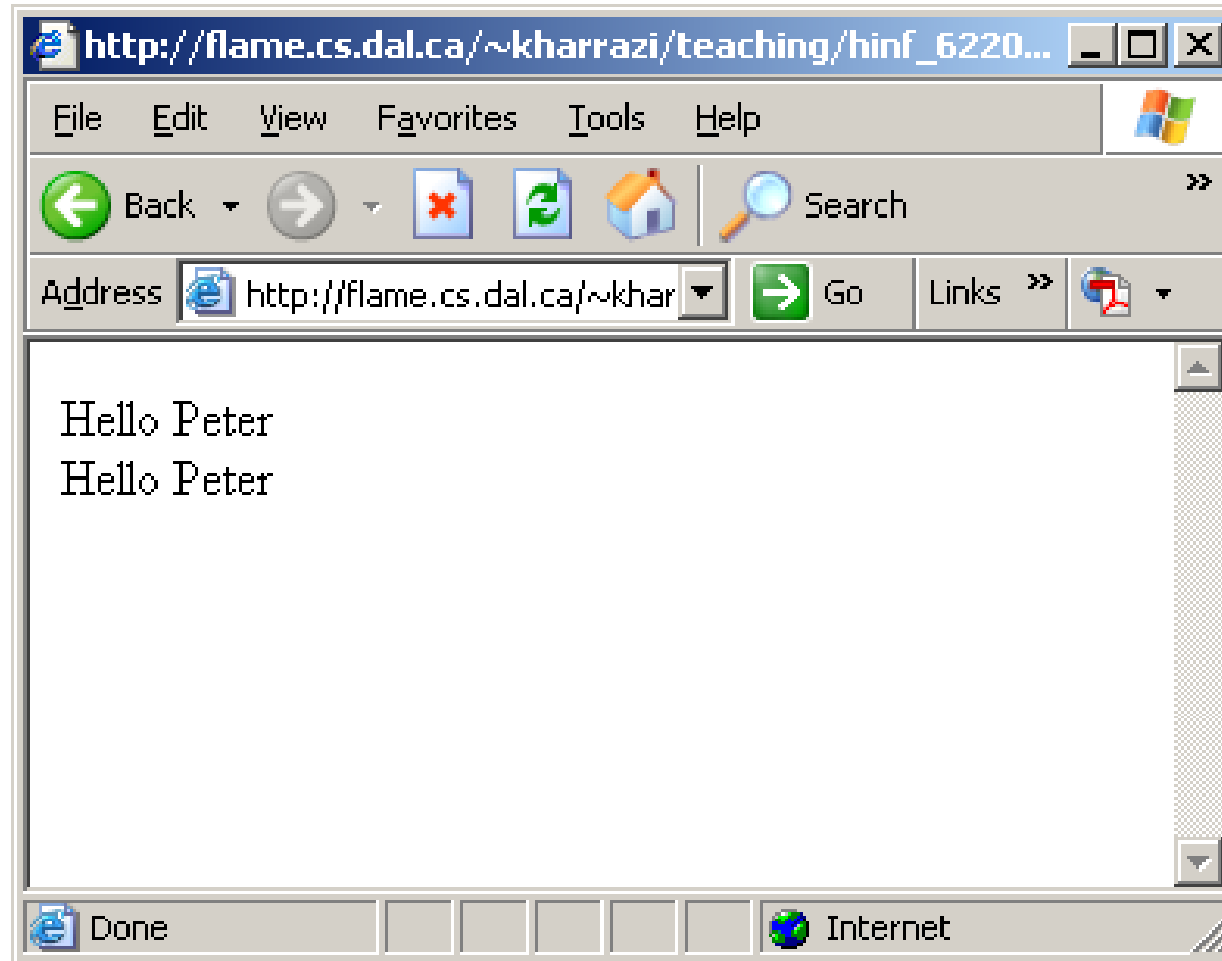 http://flame.cs.dal.ca/~kharrazi/teaching/hinf_6220...
File Edit View Favorites Tools Help
Back Search »
Address http://flame.cs.dal.ca/~khar Go Links »
Hello Peter
Hello Peter
Done Internet